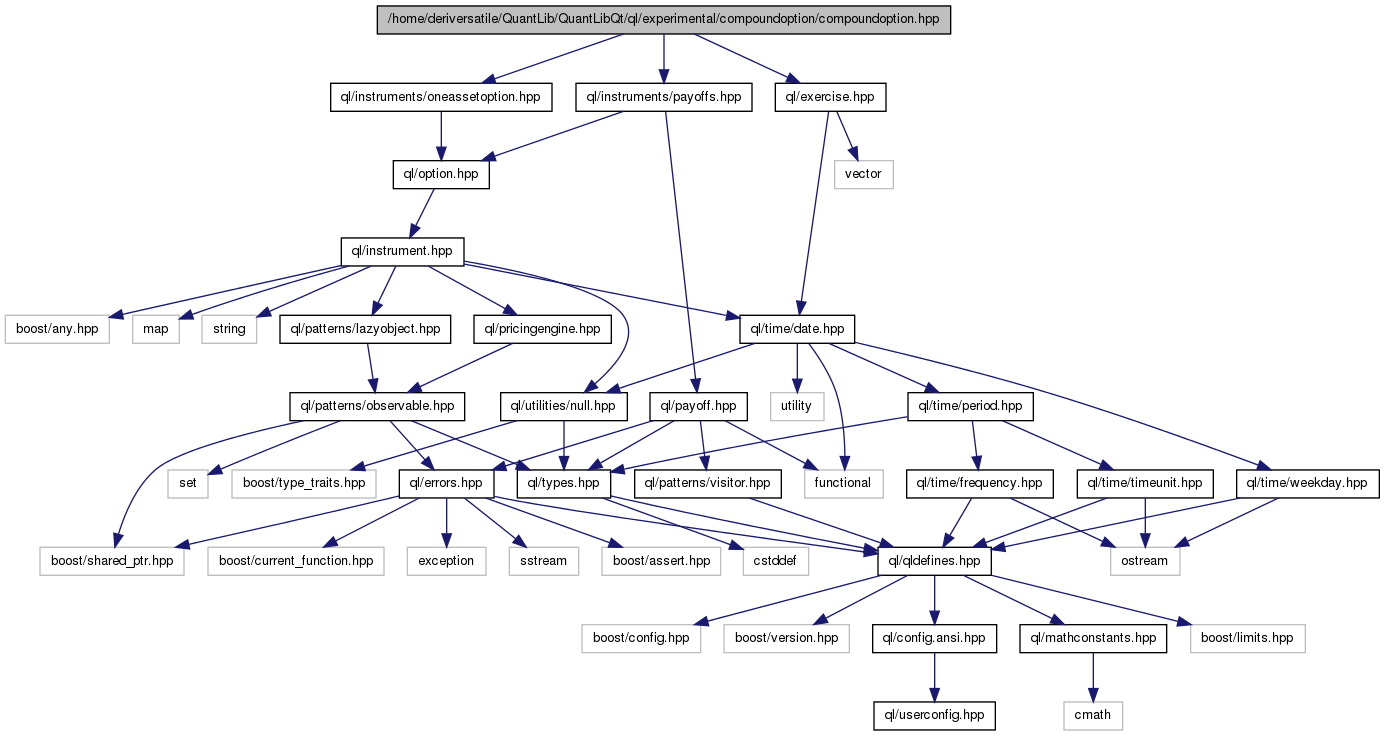 /home/deriversatile/QuantLib/QuantLibQt/ql/experimental/compoundoption/compoundoption.hpp
ql/instruments/oneassetoption.hpp
ql/instruments/payoffs.hpp
ql/exercise.hpp
ql/option.hpp
vector
ql/instrument.hpp
boost/any.hpp
map
string
ql/patterns/lazyobject.hpp
ql/pricingengine.hpp
ql/time/date.hpp
ql/patterns/observable.hpp
ql/utilities/null.hpp
ql/payoff.hpp
utility
ql/time/period.hpp
set
boost/type_traits.hpp
ql/errors.hpp
ql/types.hpp
ql/patterns/visitor.hpp
functional
ql/time/frequency.hpp
ql/time/timeunit.hpp
ql/time/weekday.hpp
boost/shared_ptr.hpp
boost/current_function.hpp
exception
sstream
boost/assert.hpp
cstddef
ql/qldefines.hpp
ostream
boost/config.hpp
boost/version.hpp
ql/config.ansi.hpp
ql/mathconstants.hpp
boost/limits.hpp
ql/userconfig.hpp
cmath